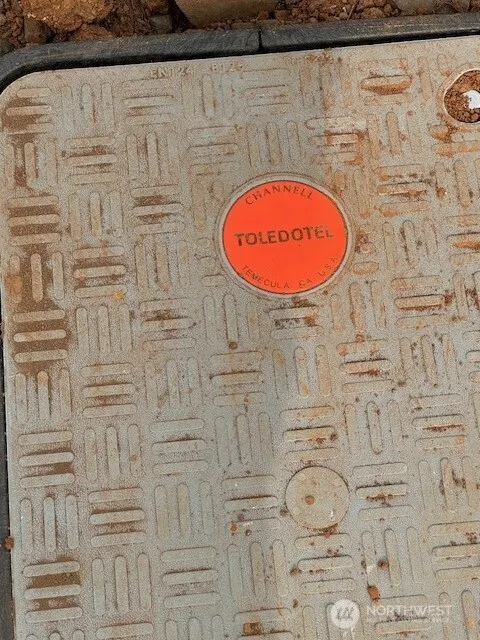 CHANNELL
TOLEDOTEL
TEMECULA, CA. U.S.A.
NORTHWEST